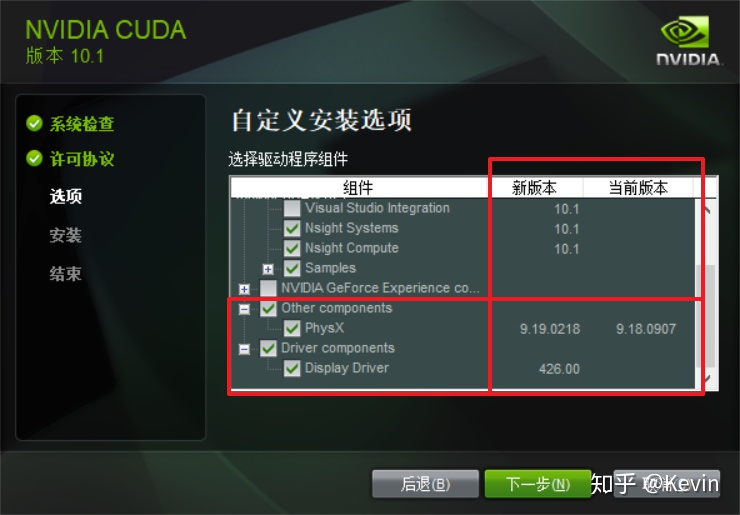 NVIDIA CUDA
版本 10.1
NVIDIA.
系统检查
许可协议
选项
安装
结束
自定义安装选项
选择驱动程序组件
组件 新版本 当前版本
Visual Studio Integration 10.1
Nsight Systems 10.1
Nsight Compute 10.1
Samples
NVIDIA GeForce Experience co...
Other components
PhysX 9.19.0218 9.18.0907
Driver components
Display Driver 426.00
后退(B) 下一步(N)
知乎 @Kevin